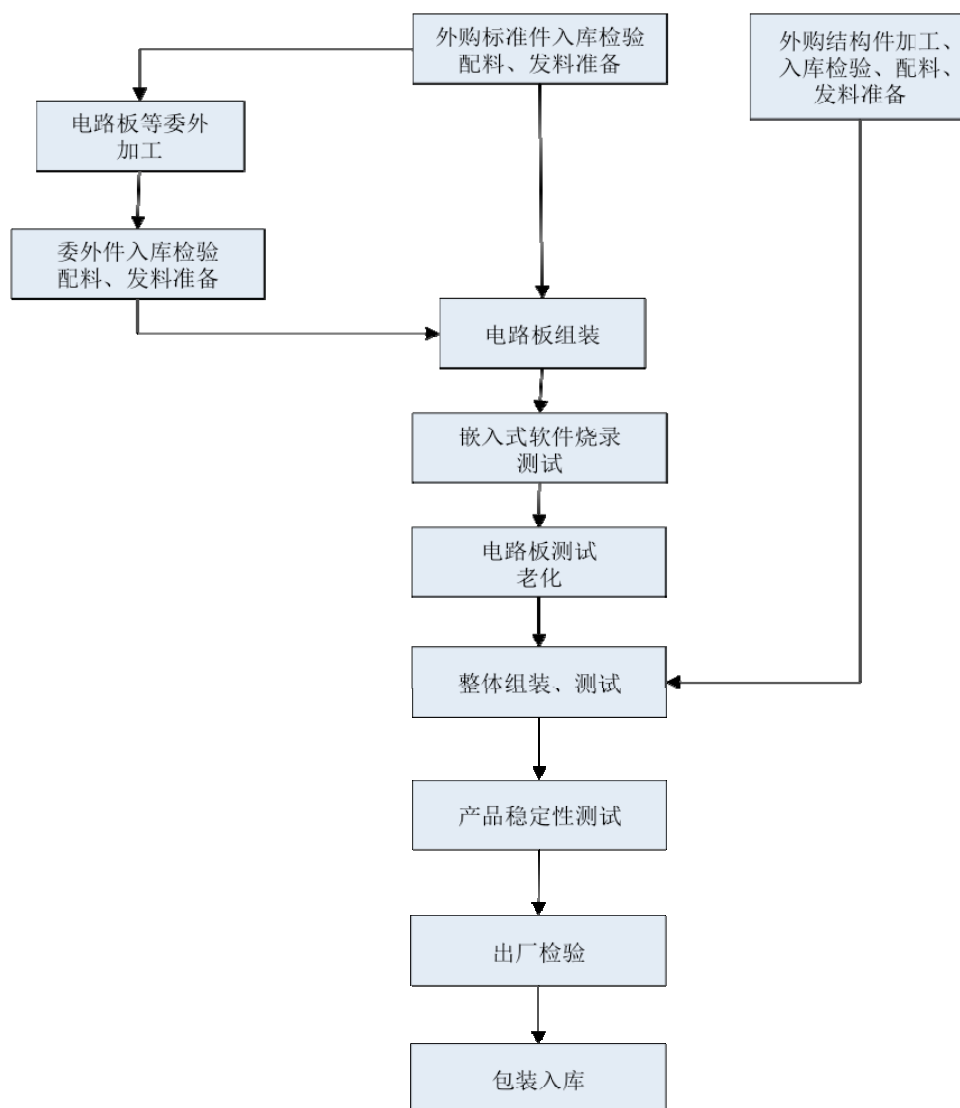 外购标准件入库检验
配料、发料准备
外购结构件加工、
入库检验、配料、
发料准备
电路板等委外
加工
委外件入库检验
配料、发料准备
电路板组装
嵌入式软件烧录
测试
电路板测试
老化
整体组装、测试
产品稳定性测试
出厂检验
包装入库